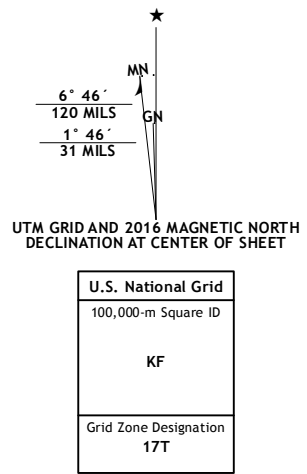 ★
MN
6° 46´
120 MILS
GN
1° 46´
31 MILS
UTM GRID AND 2016 MAGNETIC NORTH
DECLINATION AT CENTER OF SHEET
U.S. National Grid
100,000-m Square ID
KF
Grid Zone Designation
17T